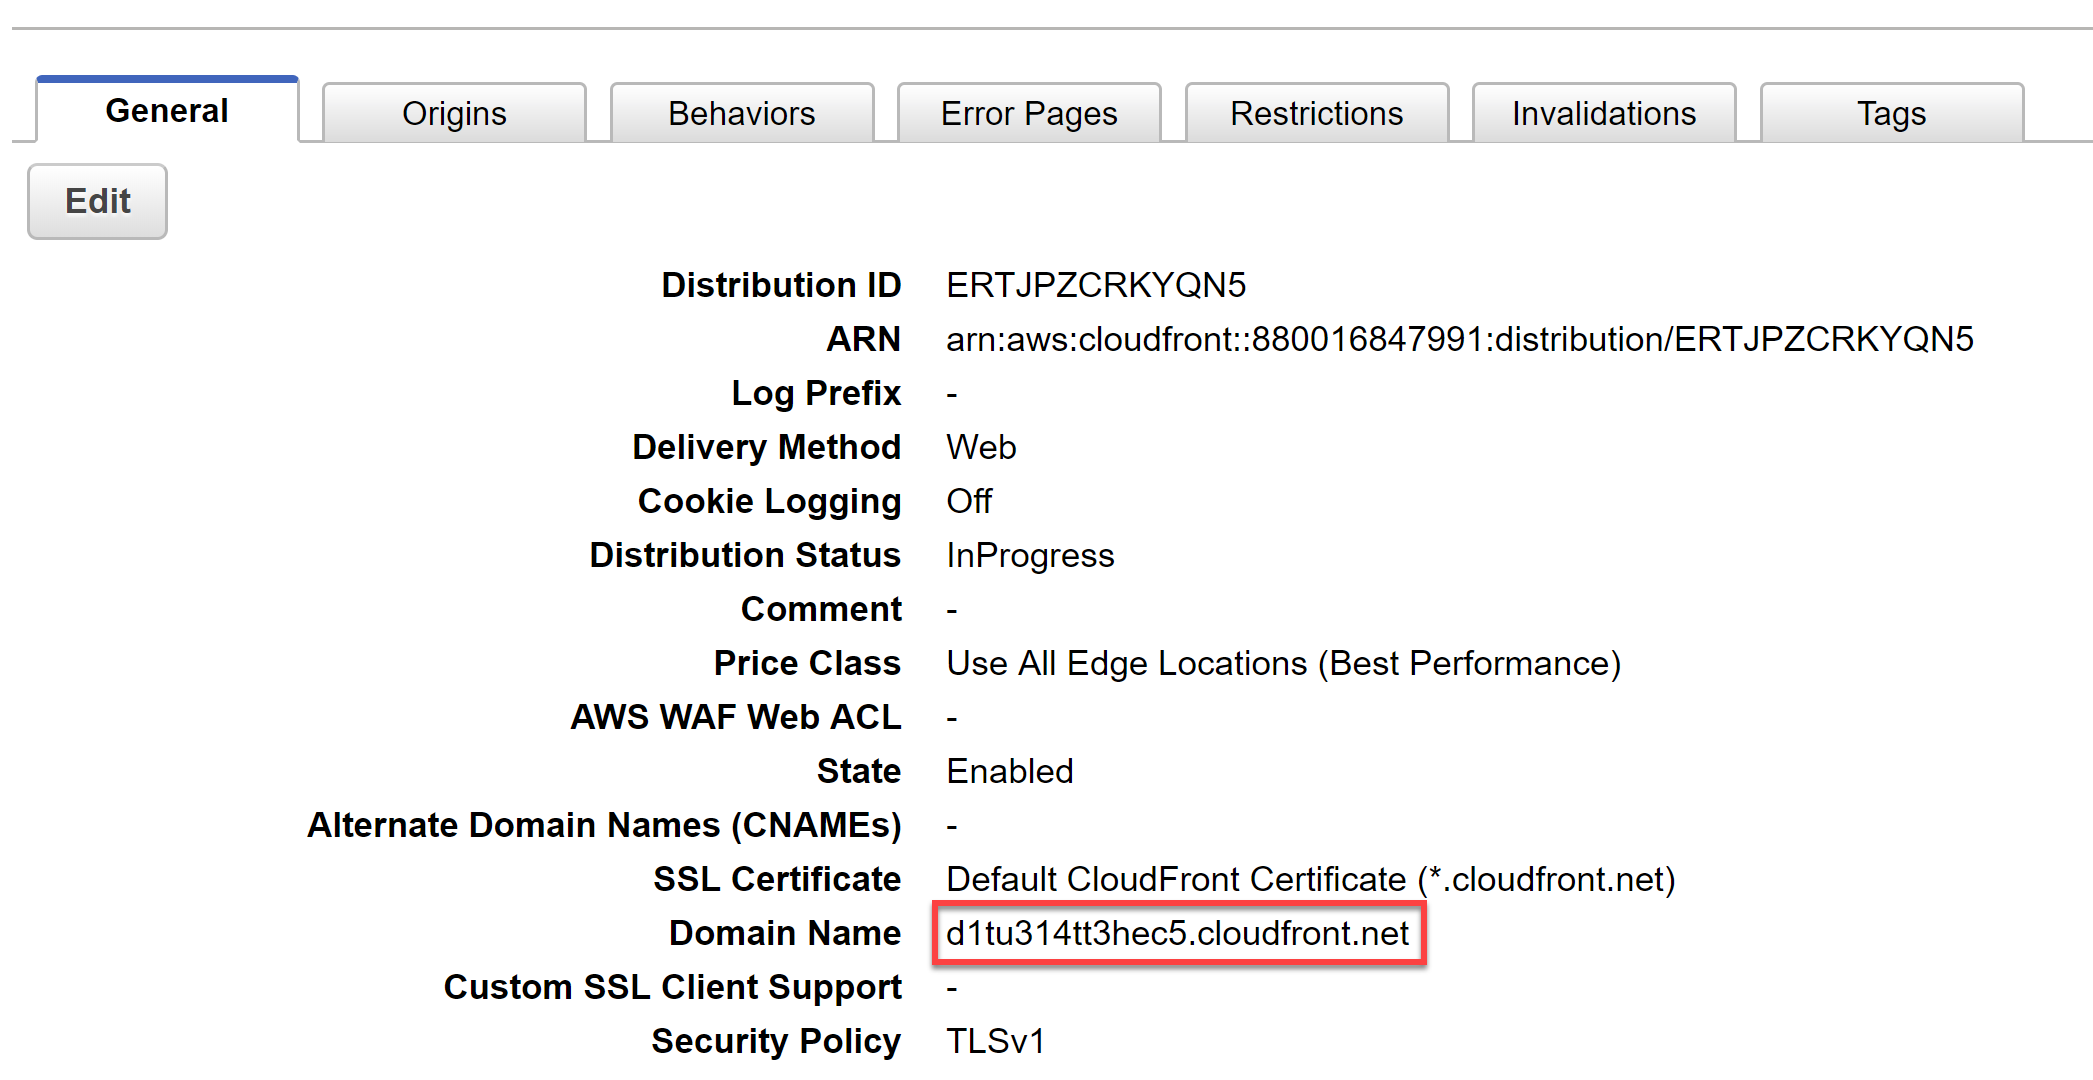 General Origins Behaviors Error Pages Restrictions Invalidations Tags
Edit
Distribution ID ERTJPZCRKYQN5
ARN arn:aws:cloudfront::880016847991:distribution/ERTJPZCRKYQN5
Log Prefix -
Delivery Method Web
Cookie Logging Off
Distribution Status InProgress
Comment -
Price Class Use All Edge Locations (Best Performance)
AWS WAF Web ACL -
State Enabled
Alternate Domain Names (CNAMEs) -
SSL Certificate Default CloudFront Certificate (*.cloudfront.net)
Domain Name d1tu314tt3hec5.cloudfront.net
Custom SSL Client Support -
Security Policy TLSv1